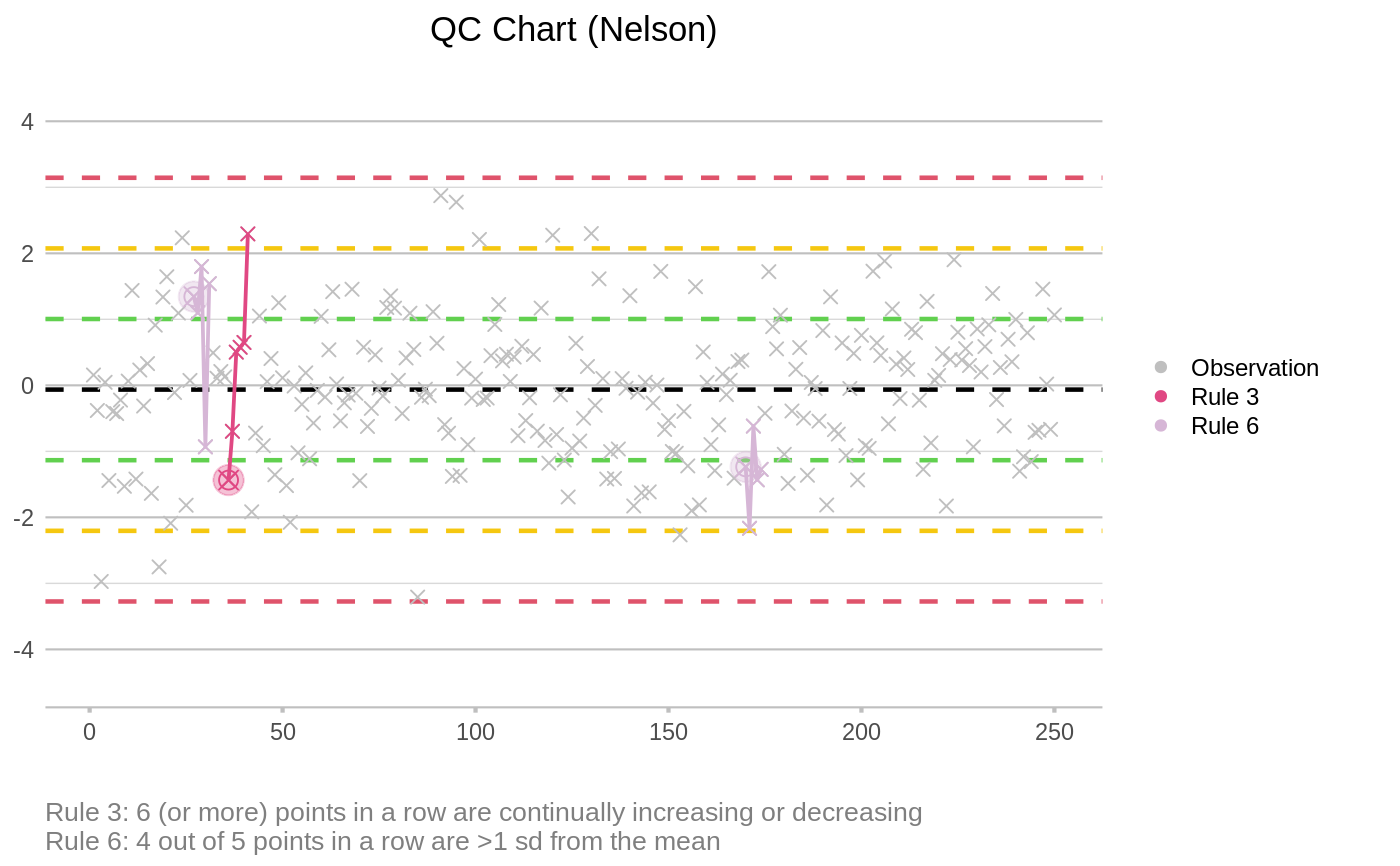 QC Chart (Nelson)
4
2
0
-2
-4
0 50 100 150 200 250
Observation
Rule 3
Rule 6
Rule 3: 6 (or more) points in a row are continually increasing or decreasing
Rule 6: 4 out of 5 points in a row are >1 sd from the mean